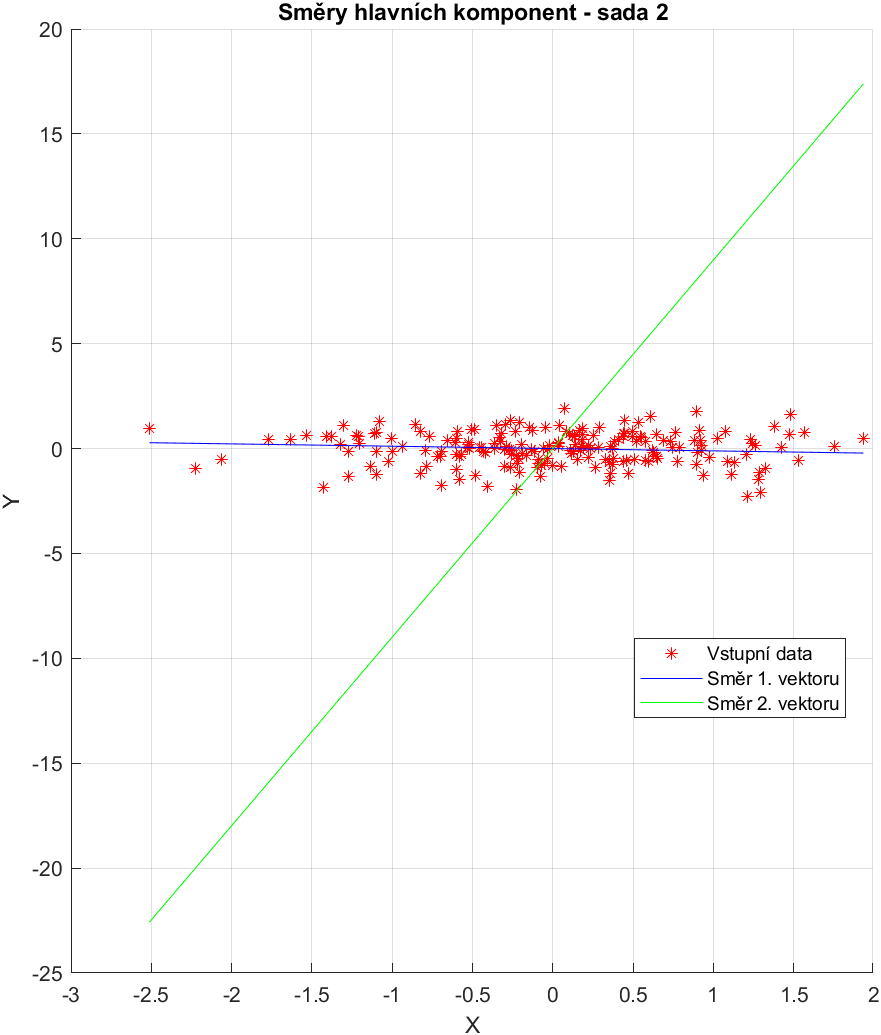 Směry hlavních komponent - sada 2
20
15
10
5
0
-5
-10
-15
-20
-25
Y
Vstupní data
Směr 1. vektoru
Směr 2. vektoru
-3 -2.5 -2 -1.5 -1 -0.5 0 0.5 1 1.5 2
X